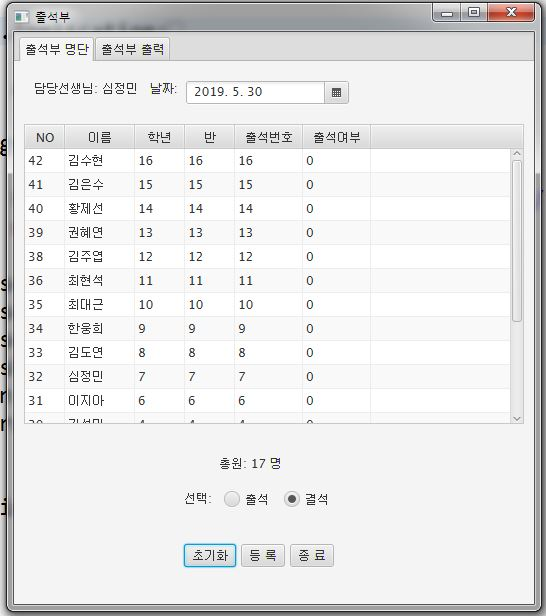 출석부
출석부 명단 출석부 출력
담당선생님: 심정민 날짜: 2019. 5. 30
NO 이름 학년 반 출석번호 출석여부
42 김수현 16 16 16 0
41 김은수 15 15 15 0
40 황제선 14 14 14 0
39 권혜연 13 13 13 0
38 김주엽 12 12 12 0
36 최현석 11 11 11 0
35 최대근 10 10 10 0
34 한웅희 9 9 9 0
33 김도연 8 8 8 0
32 심정민 7 7 7 0
31 이지아 6 6 6 0
총원: 17 명
선택: 출석 결석
초기화 등 록 종 료